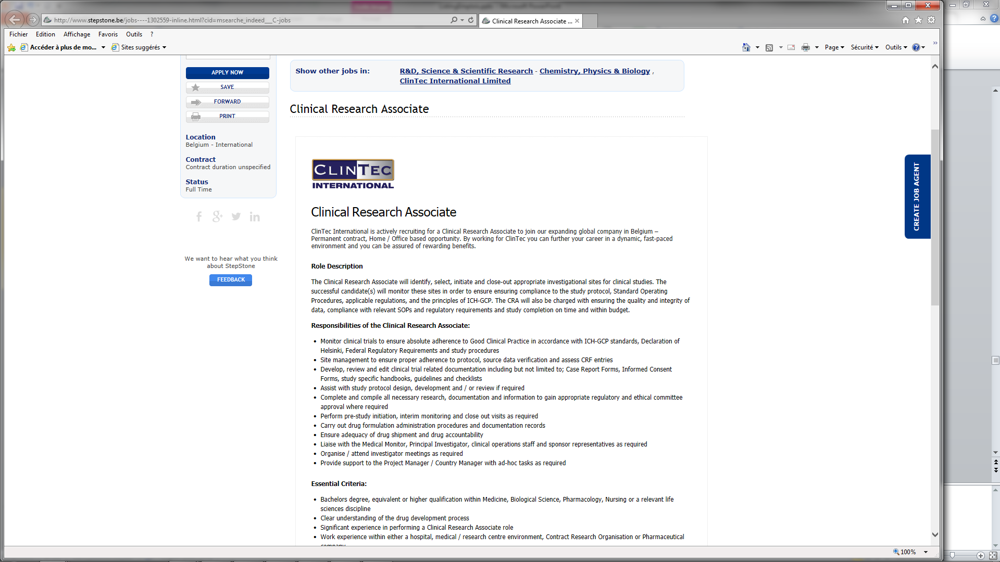 http://www.stepstone.be/jobs----1302559-inline.html?cid=msearche_indeed___C-jobs
Clinical Research Associate ...
Fichier Edition Affichage Favoris Outils ?
Accéder à plus de mo... Sites suggérés
Page Sécurité Outils
APPLY NOW
SAVE
FORWARD
PRINT
Location
Belgium - International
Contract
Contract duration unspecified
Status
Full Time
We want to hear what you think
about StepStone
FEEDBACK
Show other jobs in: R&D, Science & Scientific Research - Chemistry, Physics & Biology ,
ClinTec International Limited
Clinical Research Associate
CLINTEC
INTERNATIONAL
Clinical Research Associate
ClinTec International is actively recruiting for a Clinical Research Associate to join our expanding global company in Belgium –
Permanent contract, Home / Office based opportunity. By working for ClinTec you can further your career in a dynamic, fast-paced
environment and you can be assured of rewarding benefits.
Role Description
The Clinical Research Associate will identify, select, initiate and close-out appropriate investigational sites for clinical studies. The
successful candidate(s) will monitor these sites in order to ensure ensuring compliance to the study protocol, Standard Operating
Procedures, applicable regulations, and the principles of ICH-GCP. The CRA will also be charged with ensuring the quality and integrity of
data, compliance with relevant SOPs and regulatory requirements and study completion on time and within budget.
Responsibilities of the Clinical Research Associate:
• Monitor clinical trials to ensure absolute adherence to Good Clinical Practice in accordance with ICH-GCP standards, Declaration of
Helsinki, Federal Regulatory Requirements and study procedures
• Site management to ensure proper adherence to protocol, source data verification and assess CRF entries
• Develop, review and edit clinical trial related documentation including but not limited to; Case Report Forms, Informed Consent
Forms, study specific handbooks, guidelines and checklists
• Assist with study protocol design, development and / or review if required
• Complete and compile all necessary research, documentation and information to gain appropriate regulatory and ethical committee
approval where required
• Perform pre-study initiation, interim monitoring and close out visits as required
• Carry out drug formulation administration procedures and documentation records
• Ensure adequacy of drug shipment and drug accountability
• Liaise with the Medical Monitor, Principal Investigator, clinical operations staff and sponsor representatives as required
• Organise / attend investigator meetings as required
• Provide support to the Project Manager / Country Manager with ad-hoc tasks as required
Essential Criteria:
• Bachelors degree, equivalent or higher qualification within Medicine, Biological Science, Pharmacology, Nursing or a relevant life
sciences discipline
• Clear understanding of the drug development process
• Significant experience in performing a Clinical Research Associate role
• Work experience within either a hospital, medical / research centre environment, Contract Research Organisation or Pharmaceutical
company
CREATE JOB AGENT
100%